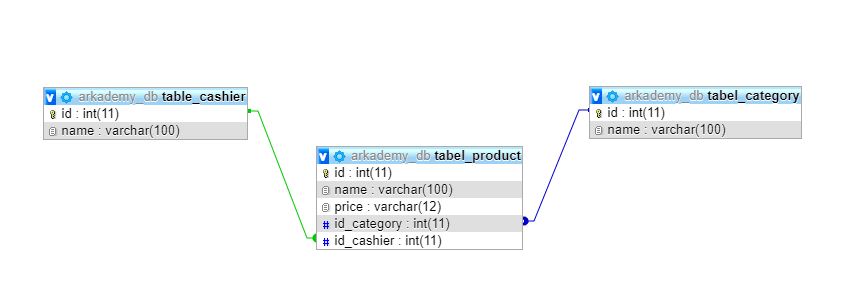 arkademy_db table_cashier
id : int(11)
name : varchar(100)
arkademy_db tabel_product
id : int(11)
name : varchar(100)
price : varchar(12)
# id_category : int(11)
# id_cashier : int(11)
arkademy_db tabel_category
id : int(11)
name : varchar(100)